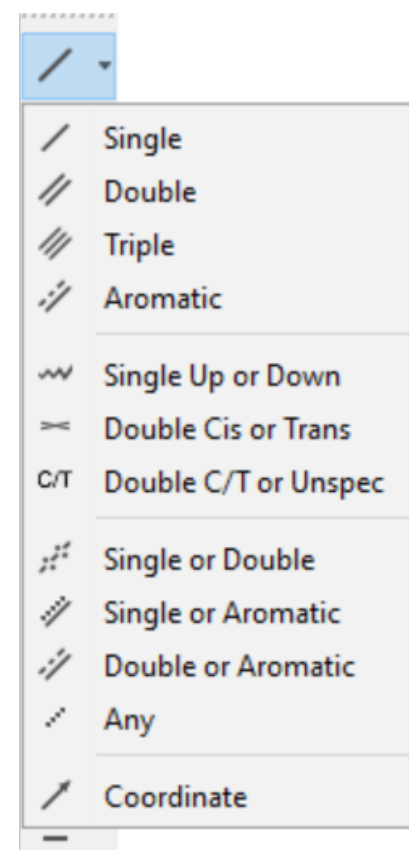 Single
Double
Triple
Aromatic
Single Up or Down
Double Cis or Trans
C/T Double C/T or Unspec
Single or Double
Single or Aromatic
Double or Aromatic
Any
Coordinate